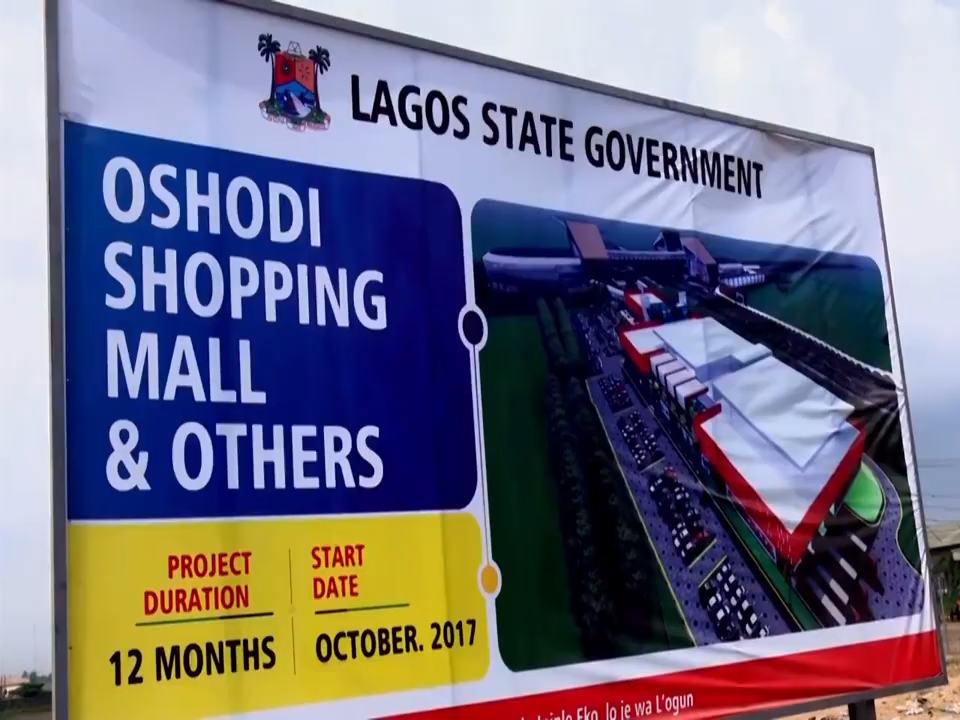 LAGOS STATE GOVERNMENT
OSHODI
SHOPPING
MALL
& OTHERS
PROJECT
DURATION
12 MONTHS
START
DATE
OCTOBER. 2017
Eko, lo je wa L'ogun